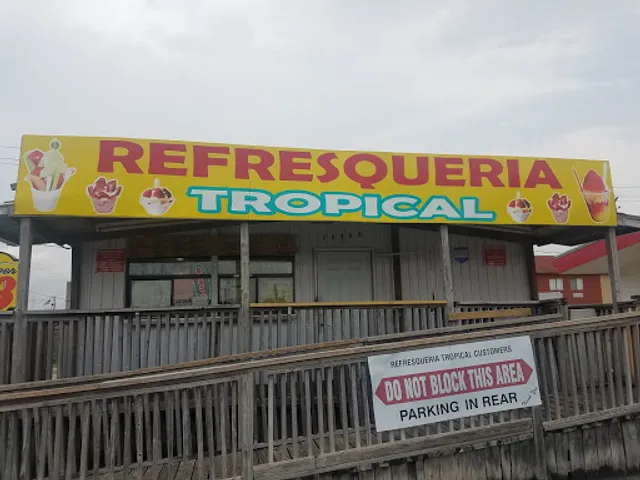 REFRESQUERIA
TROPICAL
REFRESQUERIA TROPICAL CUSTOMERS
DO NOT BLOCK THIS AREA
PARKING IN REAR